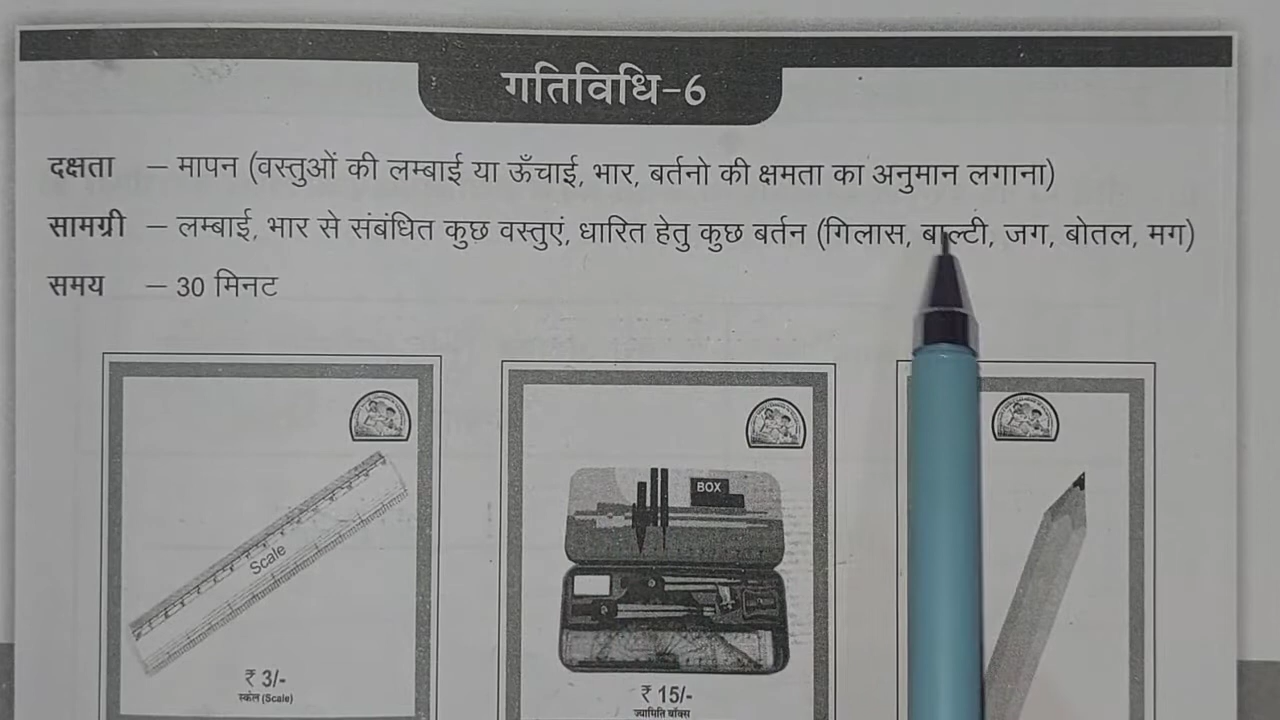 गतिविधि-6
दक्षता – मापन (वस्तुओं की लम्बाई या ऊँचाई, भार, बर्तनो की क्षमता का अनुमान लगाना)
सामग्री – लम्बाई, भार से संबंधित कुछ वस्तुएं, धारित हेतु कुछ बर्तन (गिलास, बाल्टी, जग, बोतल, मग)
समय – 30 मिनट
Scale
₹ 3/-
स्केल (Scale)
BOX
₹ 15/-
ज्यामिति बॉक्स